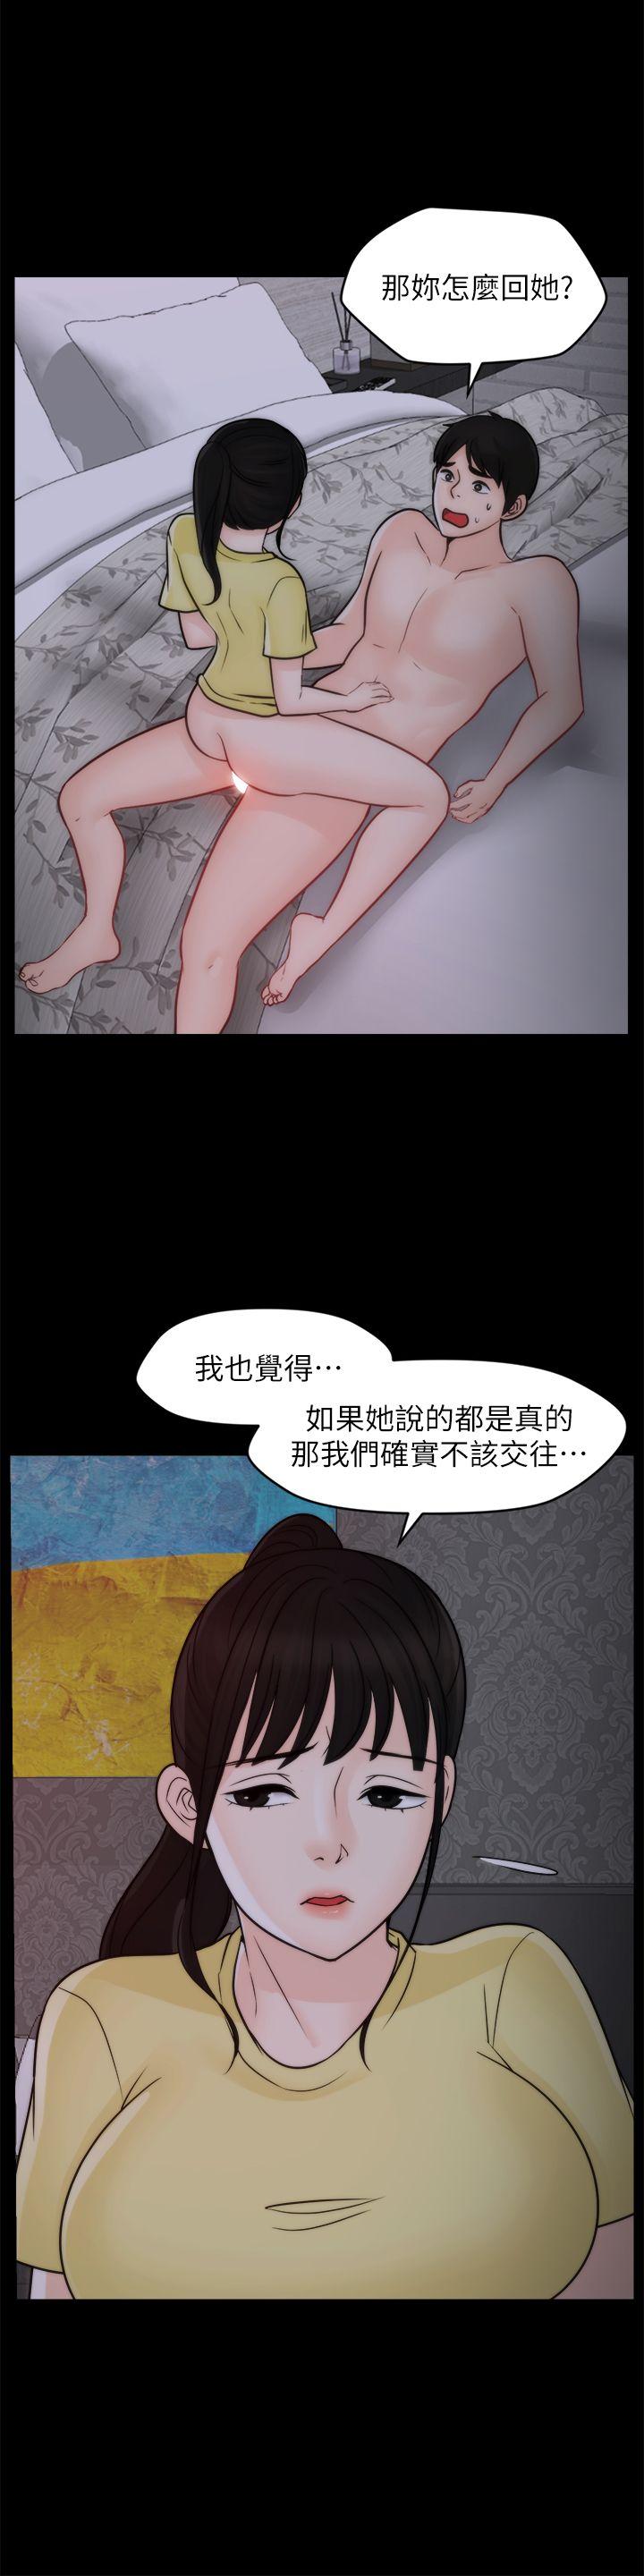 那妳怎麼回她?
我也覺得⋯
如果她說的都是真的
那我們確實不該交往⋯